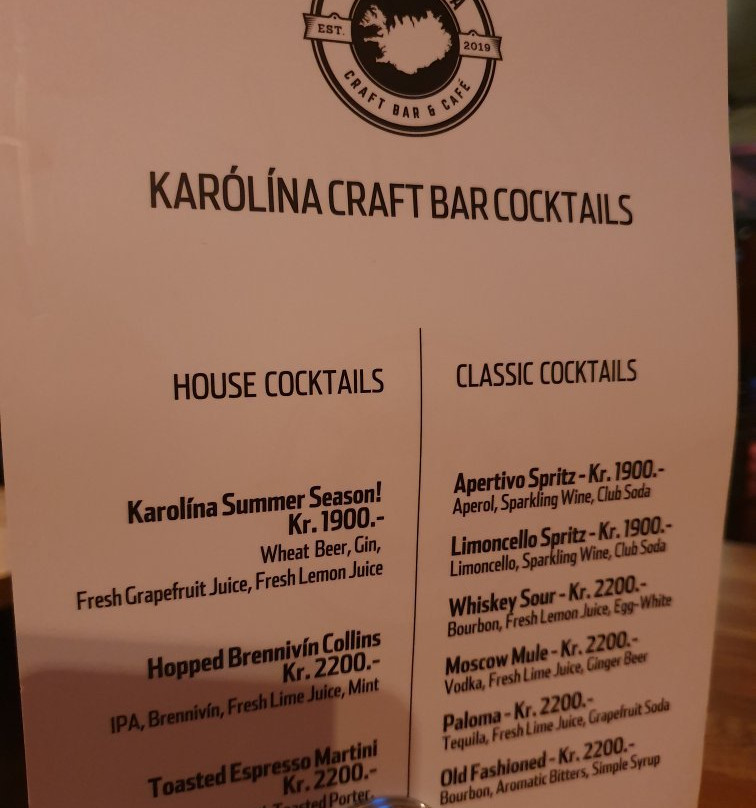 EST.
2019
CRAFT BAR & CAFÉ
KARÓLÍNA CRAFT BAR COCKTAILS
HOUSE COCKTAILS
Karolína Summer Season!
Kr. 1900.-
Wheat Beer, Gin,
Fresh Grapefruit Juice, Fresh Lemon Juice
Hopped Brennivín Collins
Kr. 2200.-
IPA, Brennivín, Fresh Lime Juice, Mint
Toasted Espresso Martini
Kr. 2200.-
Toasted Porter,
CLASSIC COCKTAILS
Apertivo Spritz - Kr. 1900.-
Aperol, Sparkling Wine, Club Soda
Limoncello Spritz - Kr. 1900.-
Limoncello, Sparkling Wine, Club Soda
Whiskey Sour - Kr. 2200.-
Bourbon, Fresh Lemon Juice, Egg-White
Moscow Mule - Kr. 2200.-
Vodka, Fresh Lime Juice, Ginger Beer
Paloma - Kr. 2200.-
Tequila, Fresh Lime Juice, Grapefruit Soda
Old Fashioned - Kr. 2200.-
Bourbon, Aromatic Bitters, Simple Syrup